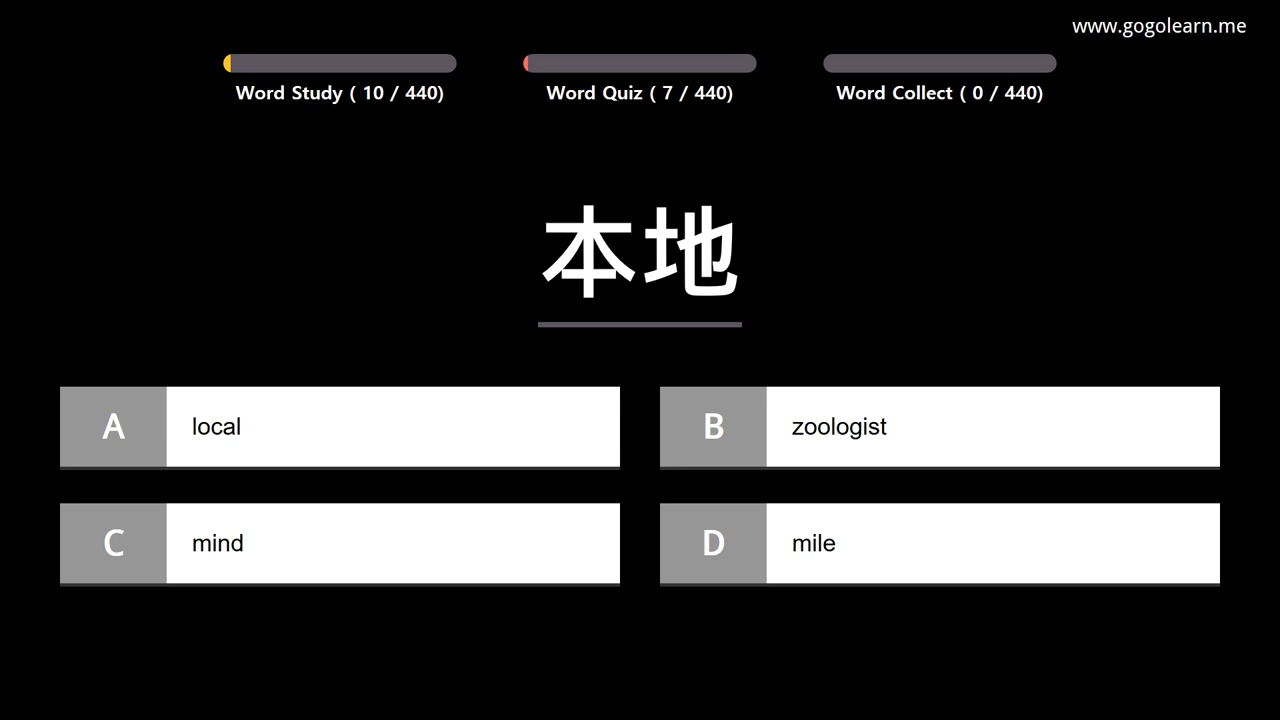 www.gogolearn.me
Word Study ( 10 / 440)
Word Quiz ( 7 / 440)
Word Collect ( 0 / 440)
本地
A local
B zoologist
C mind
D mile